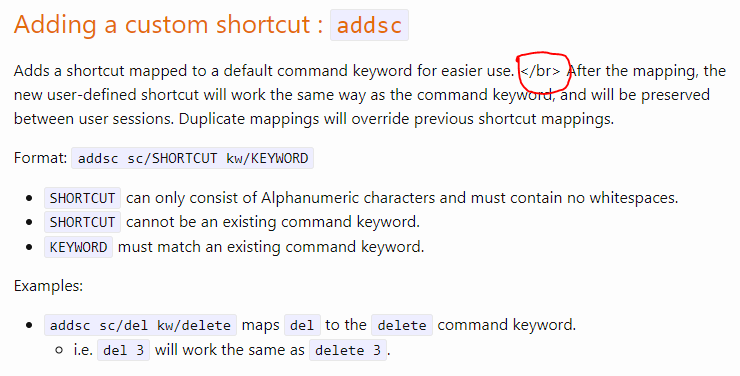 Adding a custom shortcut : addsc
Adds a shortcut mapped to a default command keyword for easier use. </br> After the mapping, the
new user-defined shortcut will work the same way as the command keyword, and will be preserved
between user sessions. Duplicate mappings will override previous shortcut mappings.
Format: addsc sc/SHORTCUT kw/KEYWORD
• SHORTCUT can only consist of Alphanumeric characters and must contain no whitespaces.
• SHORTCUT cannot be an existing command keyword.
• KEYWORD must match an existing command keyword.
Examples:
• addsc sc/del kw/delete maps del to the delete command keyword.
◦ i.e. del 3 will work the same as delete 3 .